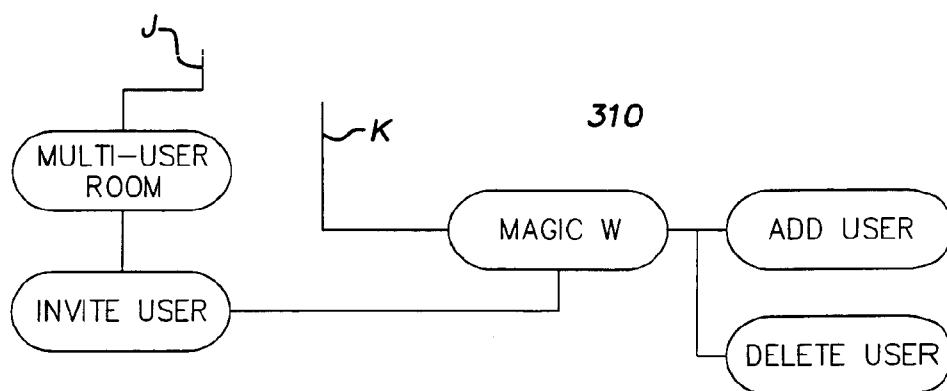 J
K
310
MULTI-USER
ROOM
MAGIC W
ADD USER
INVITE USER
DELETE USER